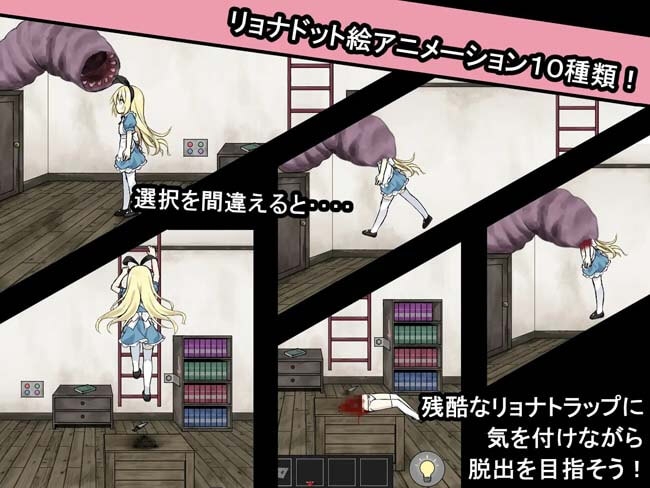 リョナドット絵アニメーション１０種類！
選択を間違えると・・・・
残酷なリョナトラップに
気を付けながら
脱出を目指そう！